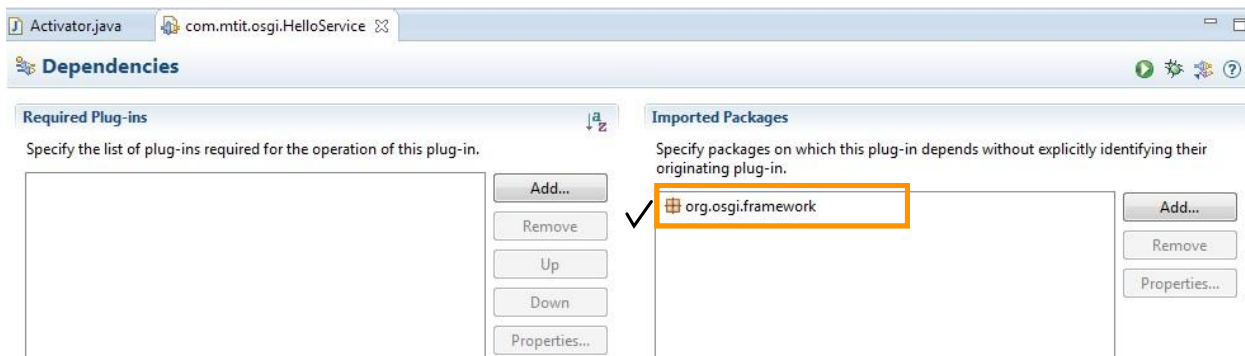 Activator.java
com.mtit.osgi.HelloService
Dependencies
Required Plug-ins
Specify the list of plug-ins required for the operation of this plug-in.
Add...
Remove
Up
Down
Properties...
Imported Packages
Specify packages on which this plug-in depends without explicitly identifying their
originating plug-in.
org.osgi.framework
Add...
Remove
Properties...